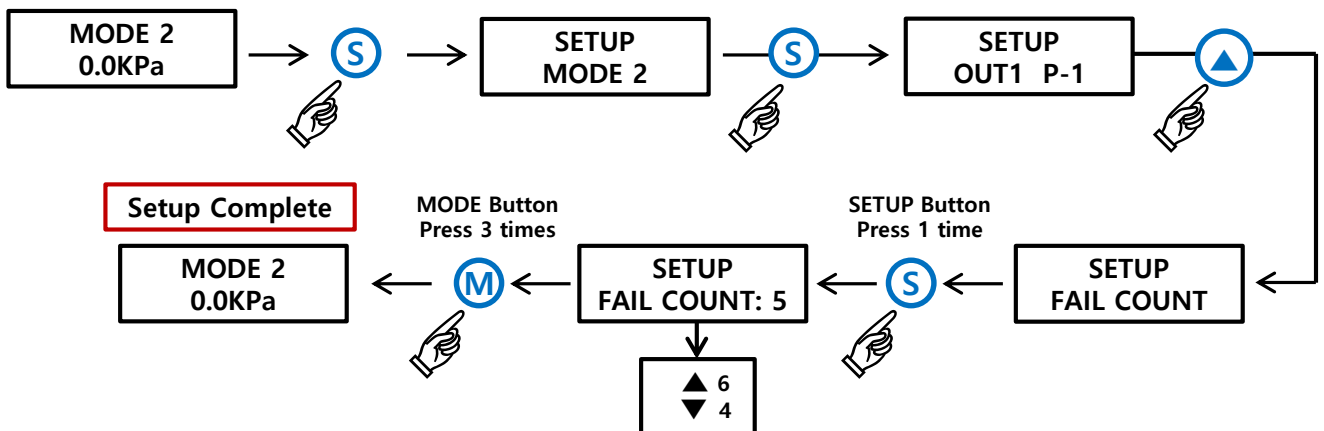 MODE 2
0.0KPa
S
SETUP
MODE 2
S
SETUP
OUT1 P-1
Setup Complete
MODE 2
0.0KPa
MODE Button
Press 3 times
M
SETUP
FAIL COUNT: 5
▲ 6
▼ 4
SETUP Button
Press 1 time
S
SETUP
FAIL COUNT